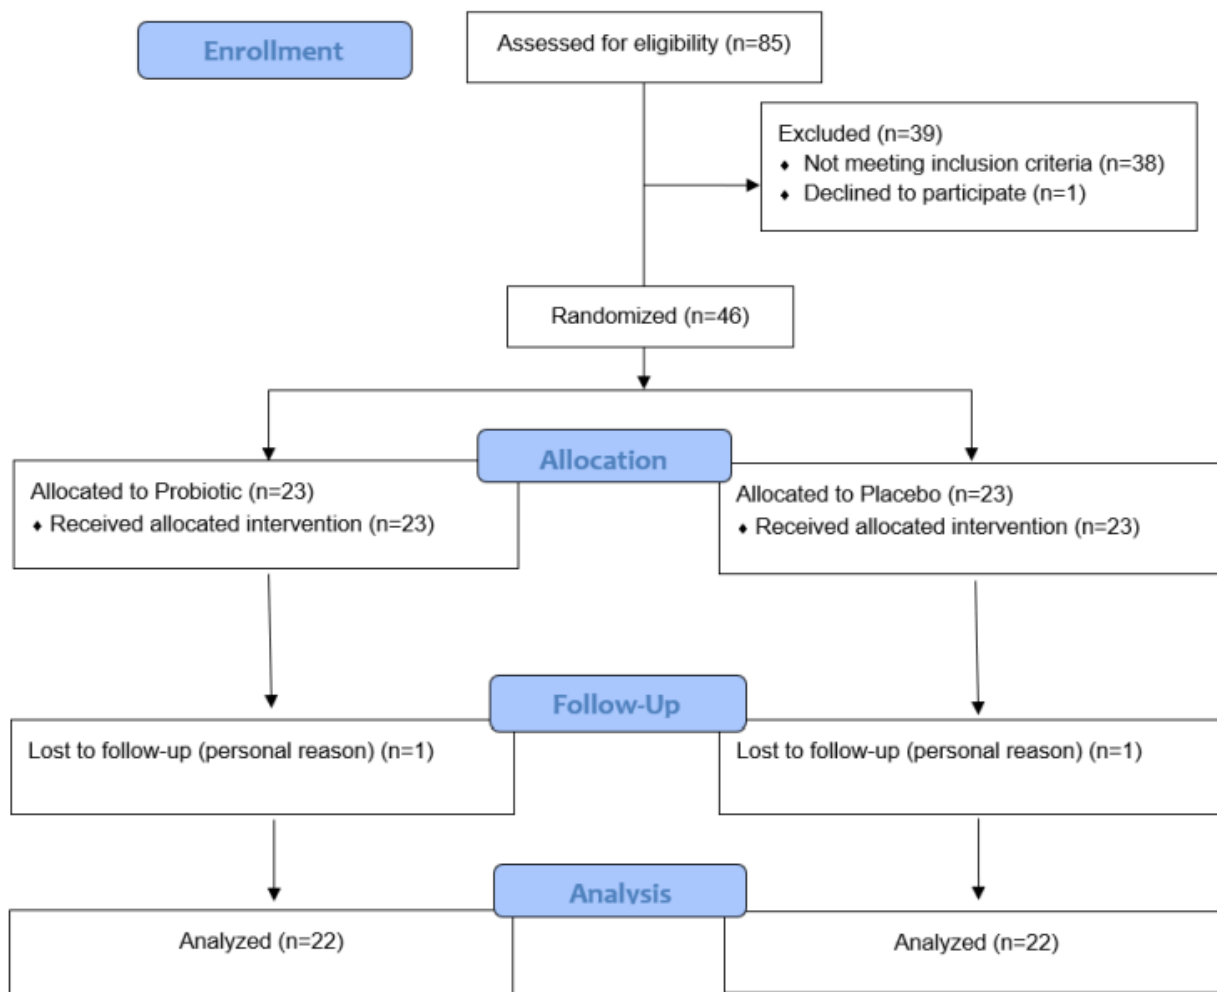 Enrollment
Assessed for eligibility (n=85)
Excluded (n=39)
♦ Not meeting inclusion criteria (n=38)
♦ Declined to participate (n=1)
Randomized (n=46)
Allocation
Allocated to Probiotic (n=23)
♦ Received allocated intervention (n=23)
Allocated to Placebo (n=23)
♦ Received allocated intervention (n=23)
Follow-Up
Lost to follow-up (personal reason) (n=1)
Lost to follow-up (personal reason) (n=1)
Analysis
Analyzed (n=22)
Analyzed (n=22)